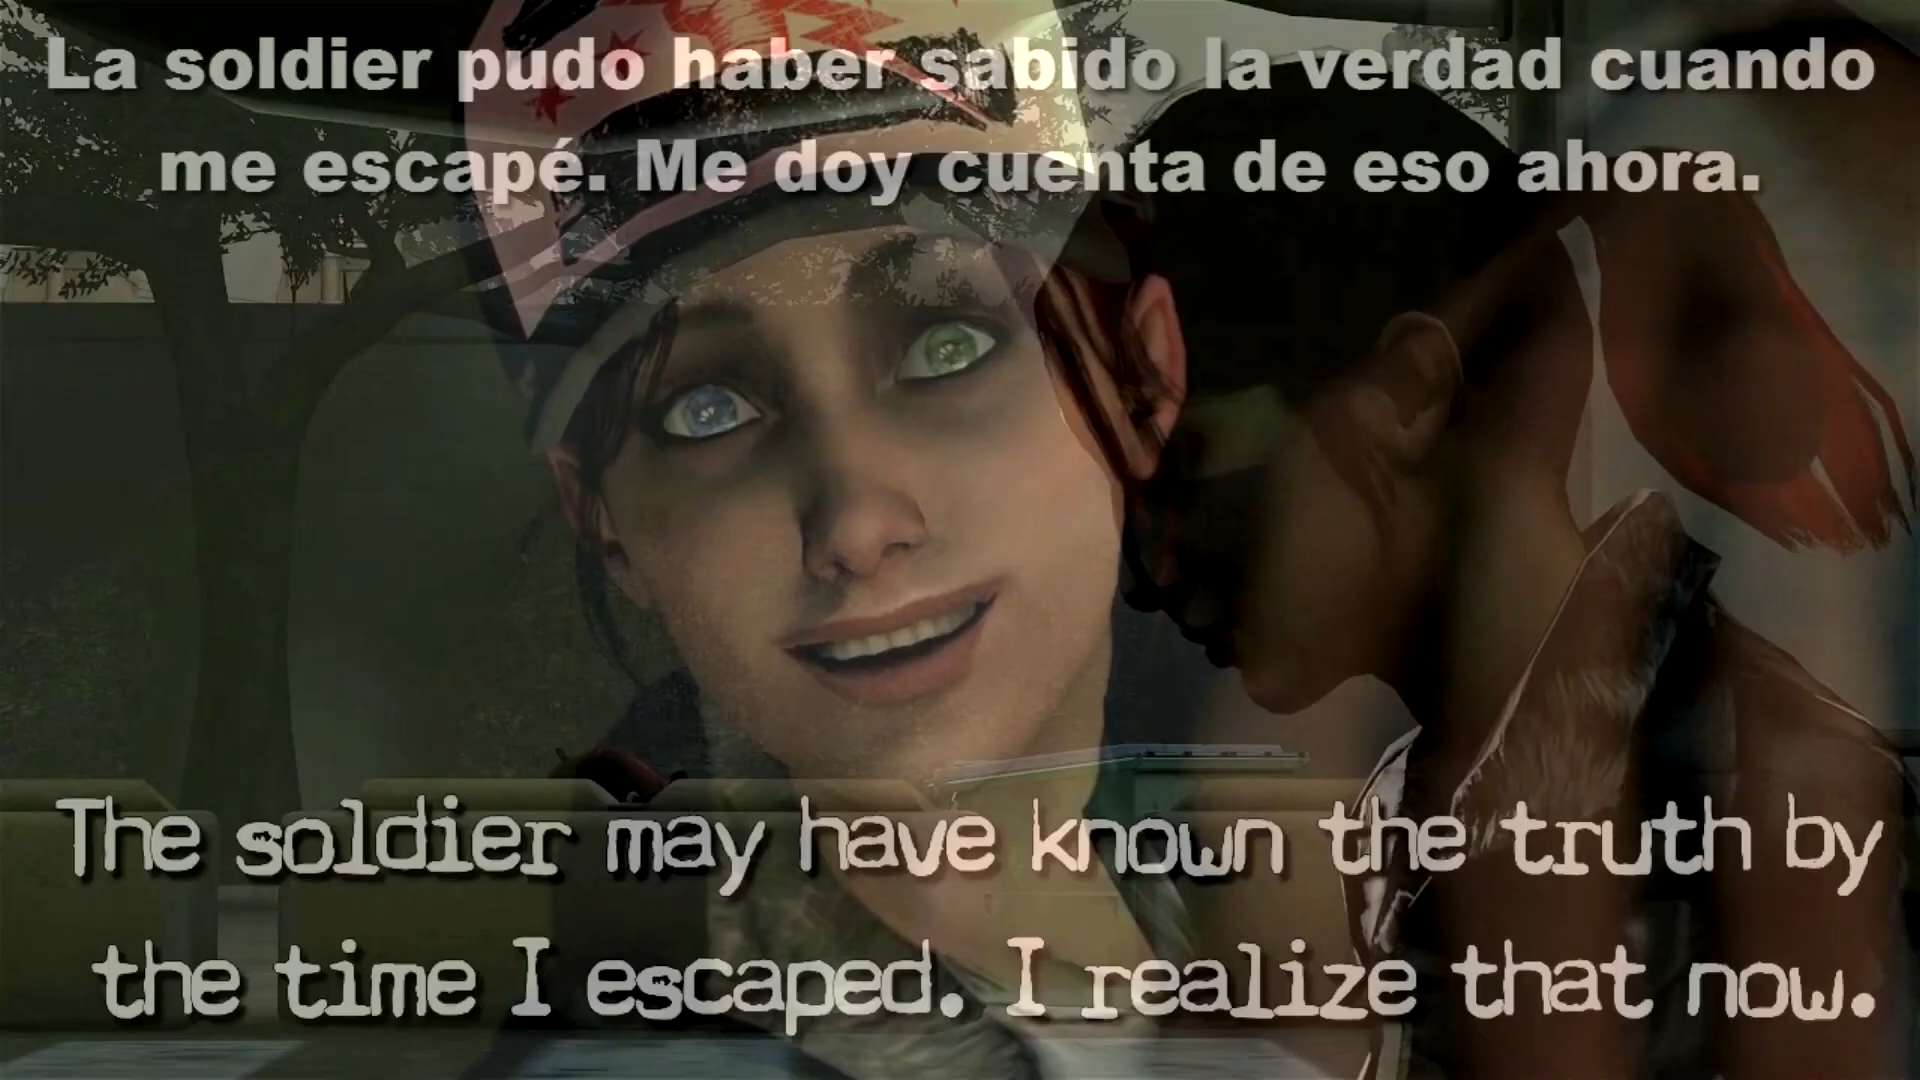 La soldier pudo haber sabido la verdad cuando
me escapé. Me doy cuenta de eso ahora.
The soldier may have known the truth by
the time I escaped. I realize that now.